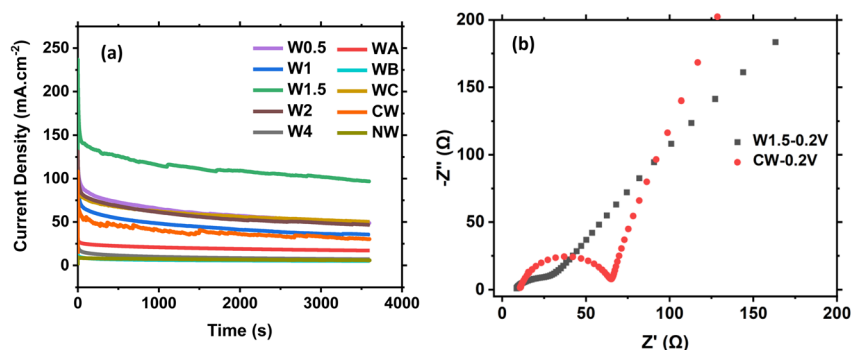 (a)
Current Density (mA.cm⁻²)
250
200
150
100
50
0
W0.5
W1
W1.5
W2
W4
WA
WB
WC
CW
NW
0 1000 2000 3000 4000
Time (s)
(b)
-Z'' (Ω)
200
150
100
50
0
W1.5-0.2V
CW-0.2V
0 50 100 150 200
Z' (Ω)